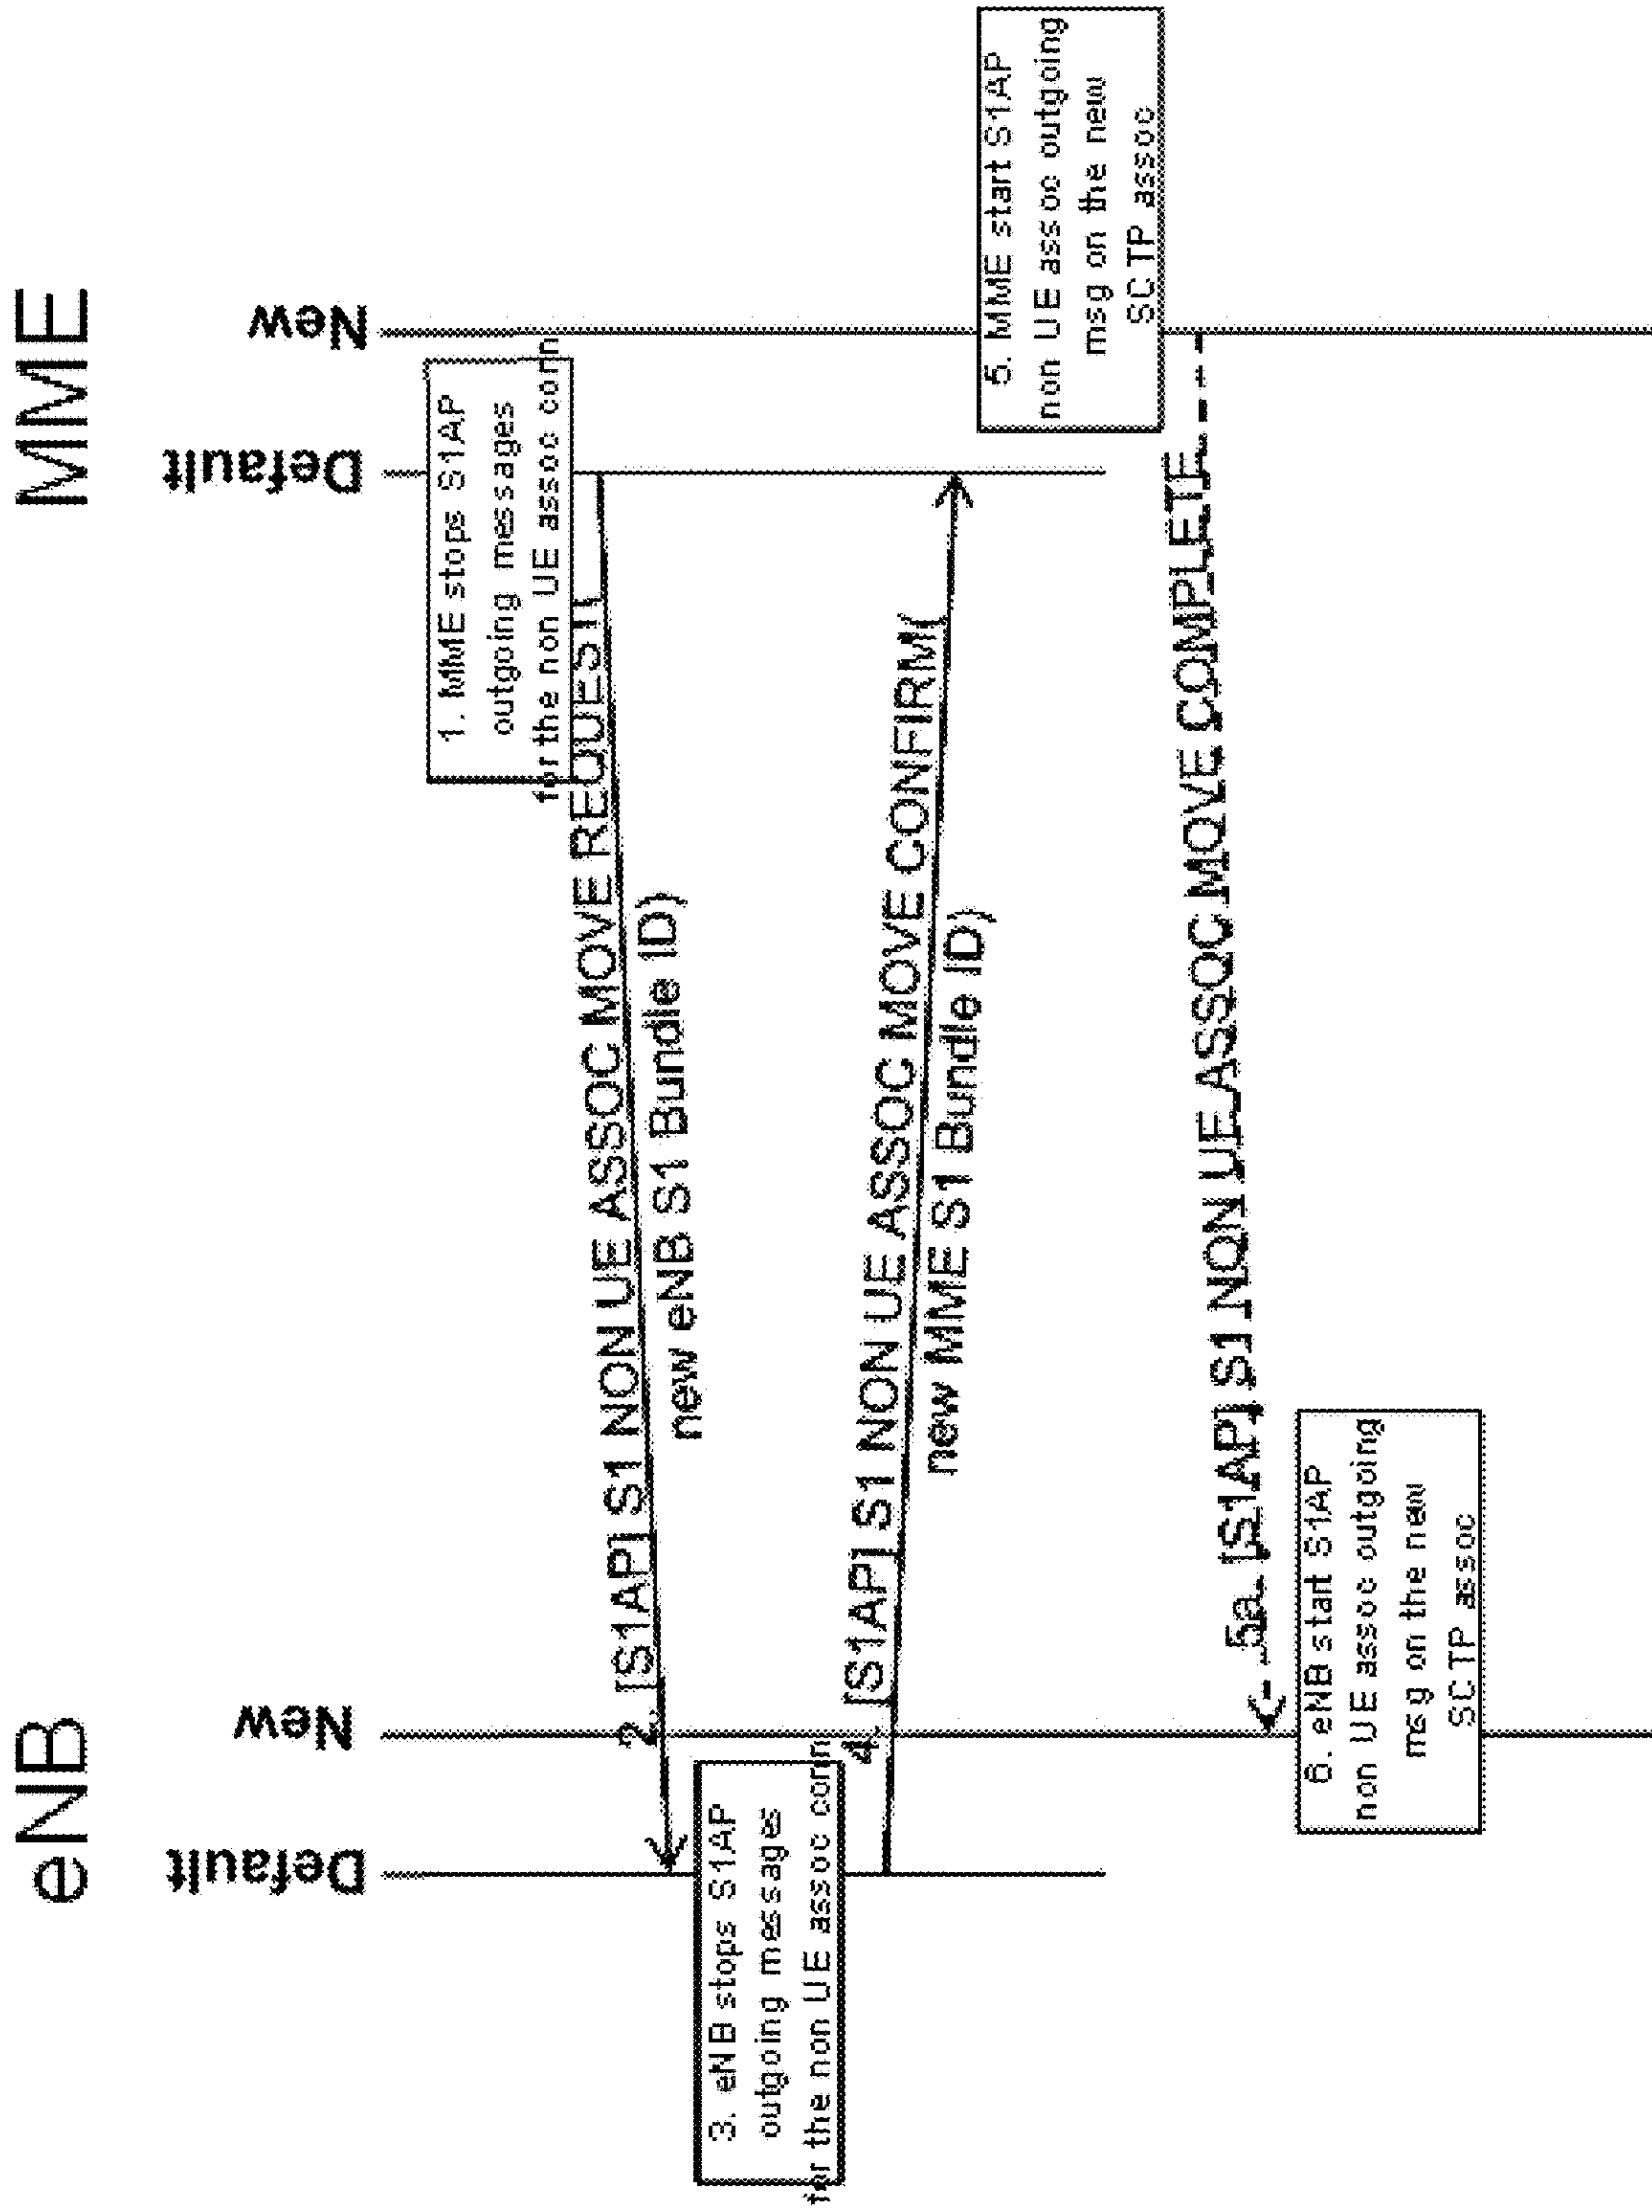 eNB
MME
Default
New
Default
New
1. MME stops S1AP
outgoing messages
for the non UE assoc conn
2. [S1AP] S1 NON UE ASSOC MOVE REQUEST(
new eNB S1 Bundle ID)
3. eNB stops S1AP
outgoing messages
for the non UE assoc conn
4. [S1AP] S1 NON UE ASSOC MOVE CONFIRM(
new MME S1 Bundle ID)
5. MME start S1AP
non UE assoc outgoing
msg on the new
SCTP assoc
5a. [S1AP] S1 NON UE ASSOC MOVE COMPLETE
6. eNB start S1AP
non UE assoc outgoing
msg on the new
SCTP assoc